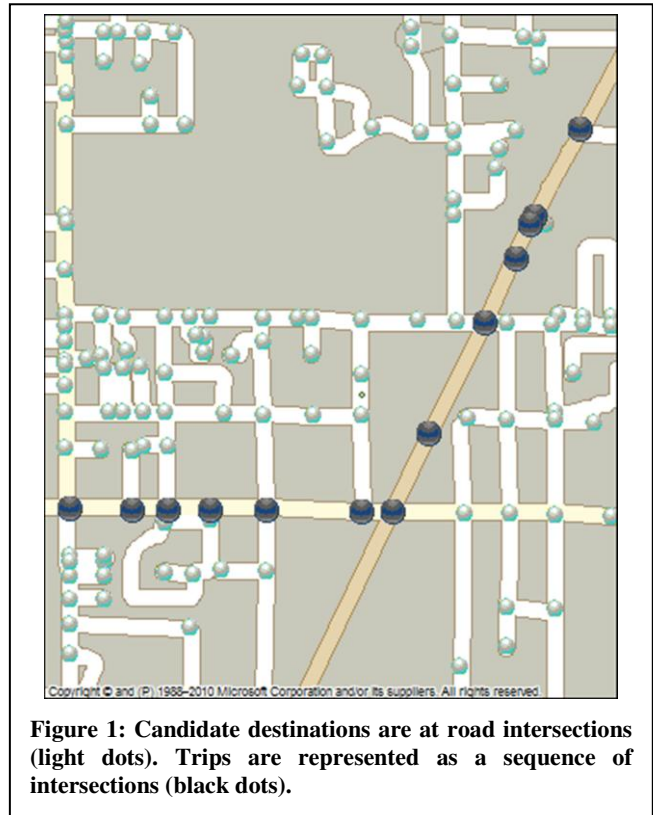 Copyright © and (P) 1988–2010 Microsoft Corporation and/or its suppliers. All rights reserved.
Figure 1: Candidate destinations are at road intersections
(light dots). Trips are represented as a sequence of
intersections (black dots).